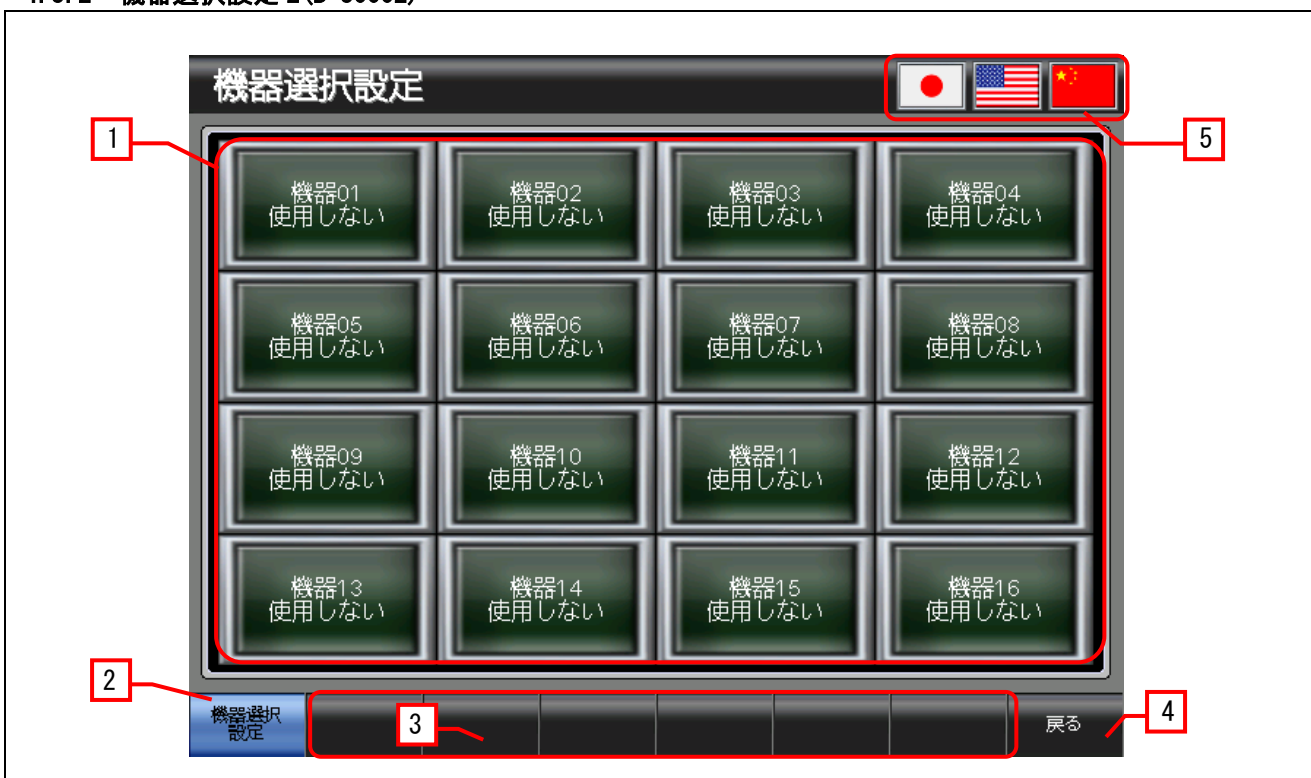 機器選択設定
1
5
機器01
使用しない
機器02
使用しない
機器03
使用しない
機器04
使用しない
機器05
使用しない
機器06
使用しない
機器07
使用しない
機器08
使用しない
機器09
使用しない
機器10
使用しない
機器11
使用しない
機器12
使用しない
機器13
使用しない
機器14
使用しない
機器15
使用しない
機器16
使用しない
2
機器選択
設定
3
戻る
4